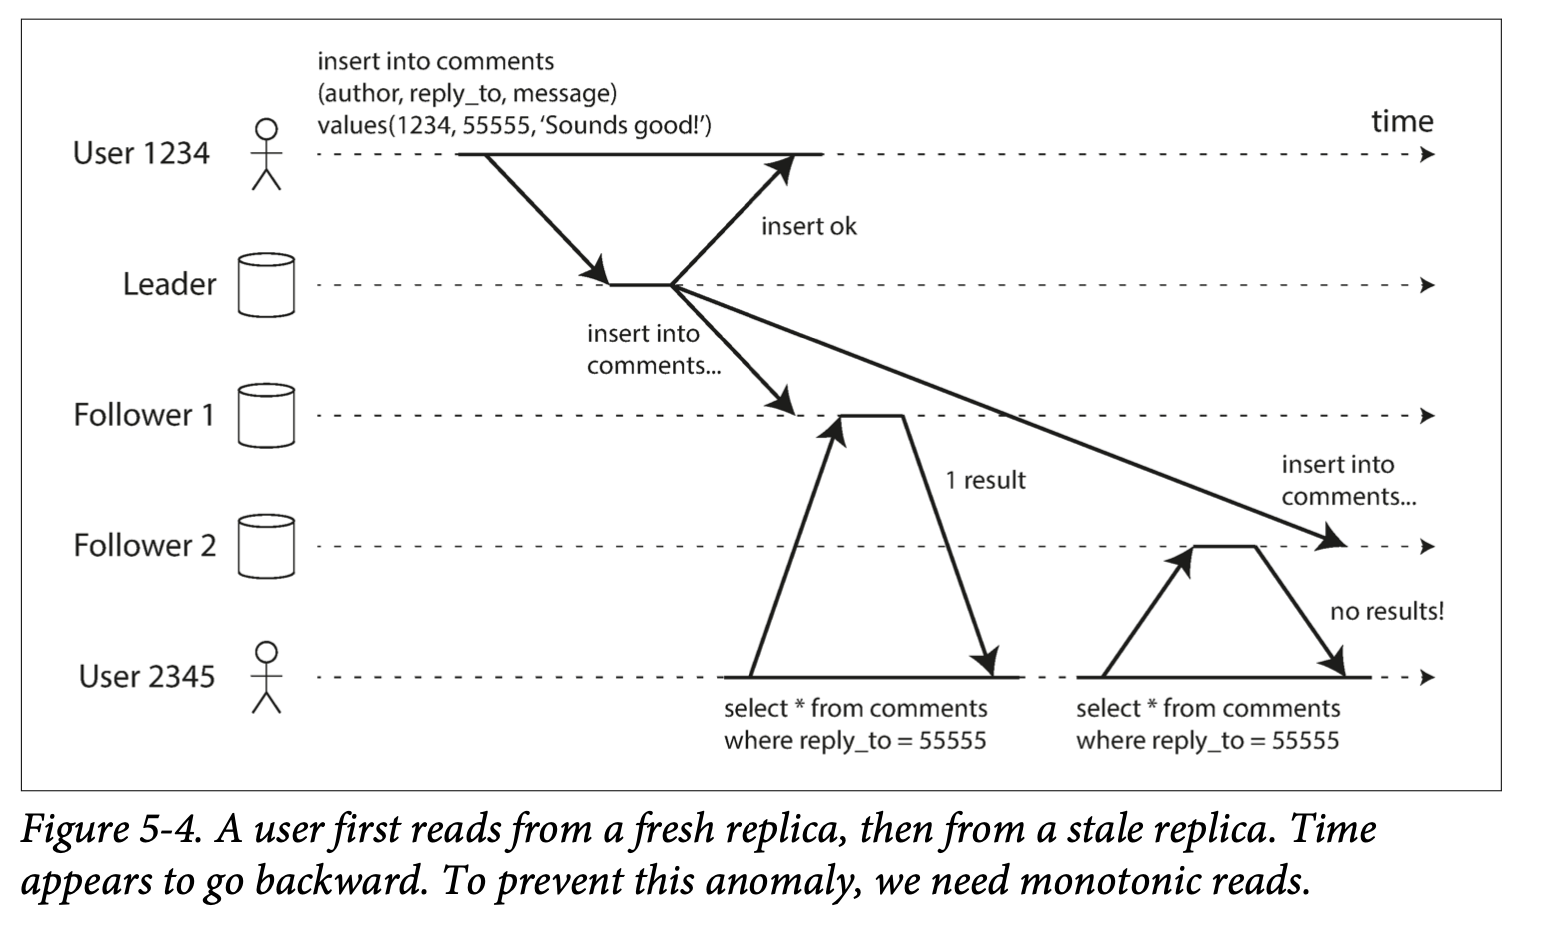 insert into comments
(author, reply_to, message)
values(1234, 55555, ‘Sounds good!’)
time
User 1234
insert ok
Leader
insert into
comments...
Follower 1
1 result
insert into
comments...
Follower 2
no results!
User 2345
select * from comments
where reply_to = 55555
select * from comments
where reply_to = 55555
Figure 5-4. A user first reads from a fresh replica, then from a stale replica. Time
appears to go backward. To prevent this anomaly, we need monotonic reads.